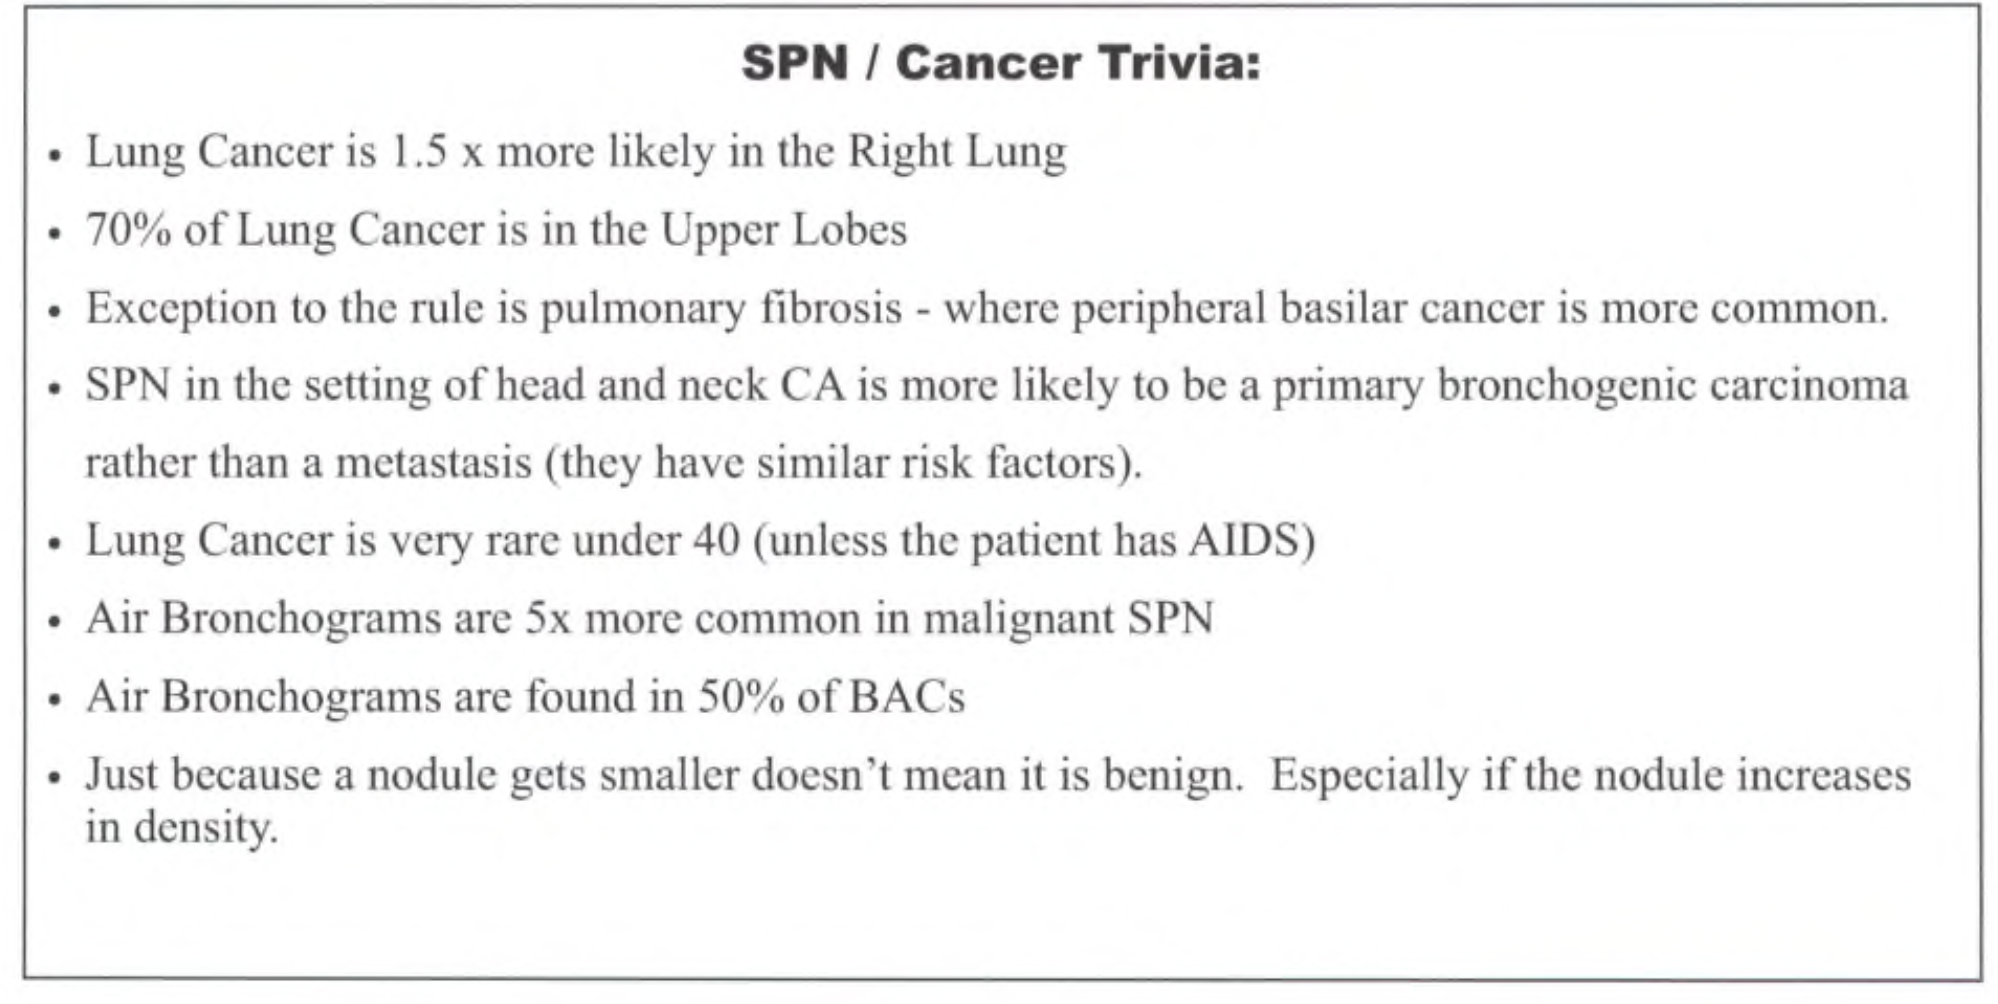 SPN / Cancer Trivia:
• Lung Cancer is 1.5 x more likely in the Right Lung
• 70% of Lung Cancer is in the Upper Lobes
• Exception to the rule is pulmonary fibrosis - where peripheral basilar cancer is more common.
• SPN in the setting of head and neck CA is more likely to be a primary bronchogenic carcinoma
rather than a metastasis (they have similar risk factors).
• Lung Cancer is very rare under 40 (unless the patient has AIDS)
• Air Bronchograms are 5x more common in malignant SPN
• Air Bronchograms are found in 50% of BACs
• Just because a nodule gets smaller doesn't mean it is benign.  Especially if the nodule increases
in density.